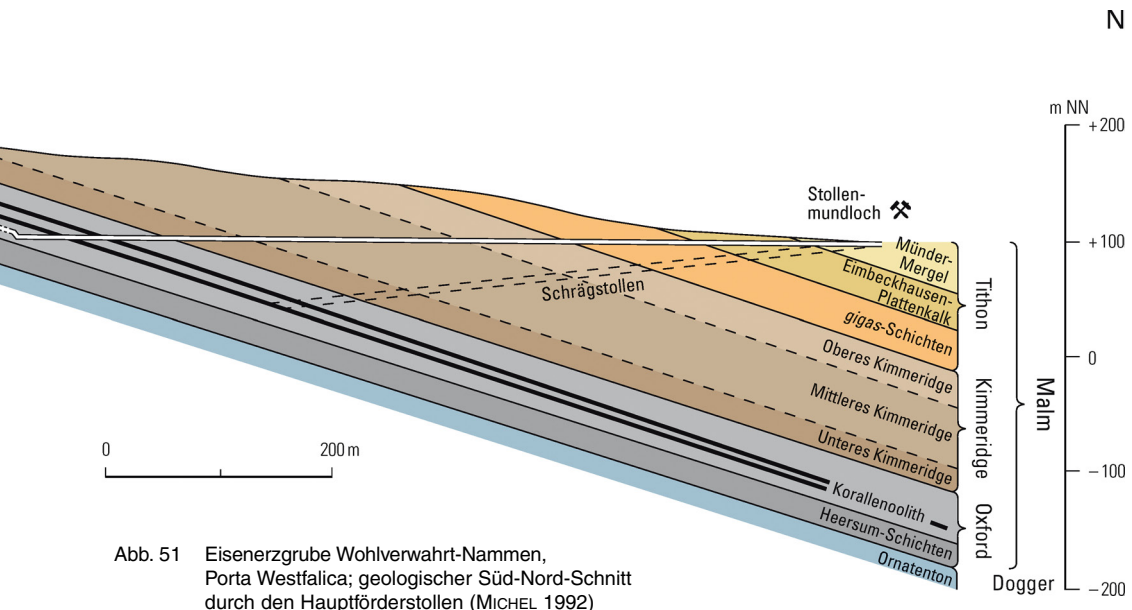 N
m NN
+200
Stollen-
mundloch
+100
Münder-
Mergel
Eimbeckhausen-
Plattenkalk
Schrägstollen
gigas-Schichten
Tithon
0
Oberes Kimmeridge
Mittleres Kimmeridge
Unteres Kimmeridge
Kimmeridge
Malm
0 200 m
−100
Korallenoolith
Heersum-Schichten
Oxford
Ornatenton
Dogger
−200
Abb. 51 Eisenerzgrube Wohlverwahrt-Nammen,
Porta Westfalica; geologischer Süd-Nord-Schnitt
durch den Hauptförderstollen (MICHEL 1992)